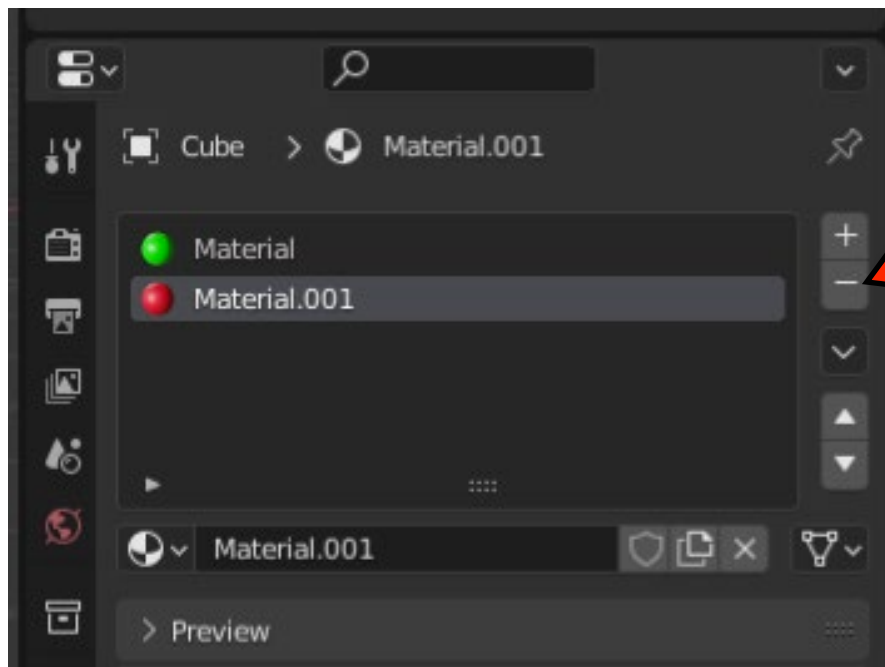 Cube > Material.001
Material
Material.001
Material.001
Preview